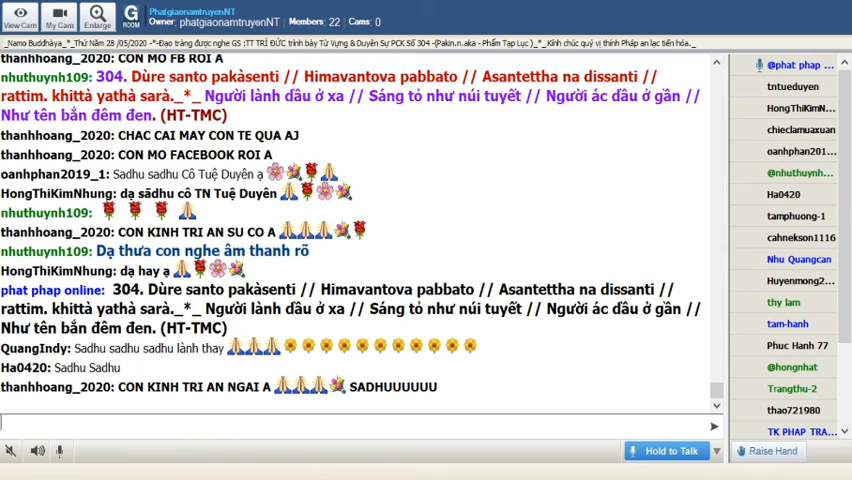 PhatgiaonamtruyenNT
Owner: phatgiaonamtruyenNT Members: 22 Cams: 0
View Cam
My Cam
Enlarge
G
ROOM
_Namo Buddhàya_*_Thứ Năm 28 /05/2020 -*-Đạo tràng được nghe GS :TT TRÍ ĐỨC trình bày Từ Vựng & Duyên Sự PCK Số 304 -(Pakin.n.aka - Phẩm Tạp Lục )_*_Kính chúc quý vị thính Pháp an lạc tiến hóa._
thanhhoang_2020: CON MO FB ROI A
nhuthuynh109: 304. Dùre santo pakàsenti // Himavantova pabbato // Asantettha na dissanti //
rattim. khittà yathà sarà._*_ Người lành dầu ở xa // Sáng tỏ như núi tuyết // Người ác dầu ở gần //
Như tên bắn đêm đen. (HT-TMC)
thanhhoang_2020: CHAC CAI MAY CON TE QUA AJ
thanhhoang_2020: CON MO FACEBOOK ROI A
oanhphan2019_1: Sadhu sadhu Cô Tuệ Duyên ạ
HongThiKimNhung: dạ sādhu cô TN Tuệ Duyên
nhuthuynh109:
thanhhoang_2020: CON KINH TRI AN SU CO A
nhuthuynh109: Dạ thưa con nghe âm thanh rõ
HongThiKimNhung: dạ hay ạ
phat phap online: 304. Dùre santo pakàsenti // Himavantova pabbato // Asantettha na dissanti //
rattim. khittà yathà sarà._*_ Người lành dầu ở xa // Sáng tỏ như núi tuyết // Người ác dầu ở gần //
Như tên bắn đêm đen. (HT-TMC)
QuangIndy: Sadhu sadhu sadhu lành thay
Ha0420: Sadhu Sadhu
thanhhoang_2020: CON KINH TRI AN NGAI A SADHUUUUUU
@phat phap ...
tntueduyen
HongThiKimN...
chieclamuaxuan
oanhphan201...
@nhuthuynh...
Ha0420
tamphuong-1
cahnekson1116
Nhu Quangcan
Huyenmong2...
thy lam
tam-hanh
Phuc Hanh 77
@hongnhat
Trangthu-2
thao721980
TK PHAP TRA...
Hold to Talk
Raise Hand